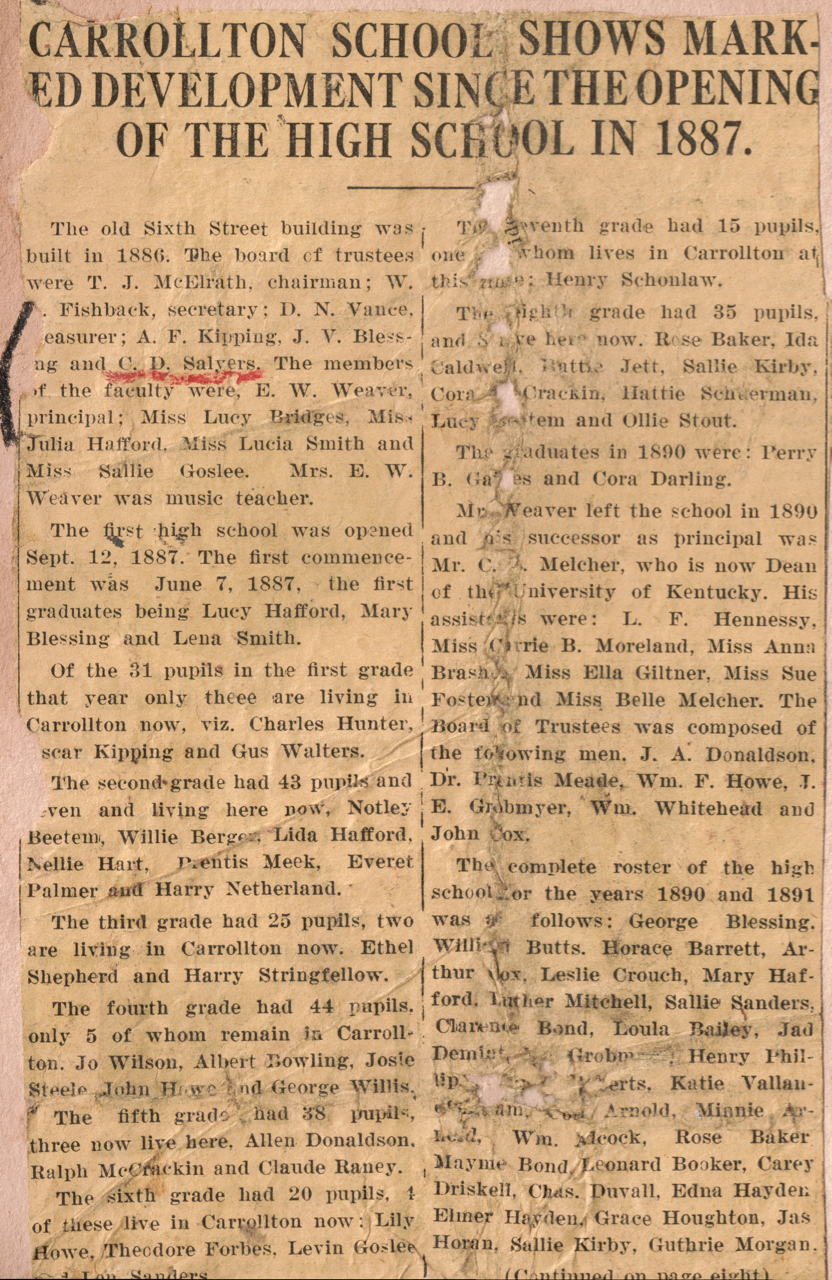 CARROLLTON SCHOOL SHOWS MARK-
ED DEVELOPMENT SINCE THE OPENING
OF THE HIGH SCHOOL IN 1887.
The old Sixth Street building was
built in 1886. The board of trustees
were T. J. McElrath, chairman; W.
. Fishback, secretary; D. N. Vance,
easurer; A. F. Kipping, J. V. Bless-
ng and C. D. Salyers. The members
of the faculty were, E. W. Weaver,
principal; Miss Lucy Bridges, Miss
Julia Hafford, Miss Lucia Smith and
Miss Sallie Goslee. Mrs. E. W.
Weaver was music teacher.
The first high school was opened
Sept. 12, 1887. The first commence-
ment was June 7, 1887, the first
graduates being Lucy Hafford, Mary
Blessing and Lena Smith.
Of the 31 pupils in the first grade
that year only theee are living in
Carrollton now, viz. Charles Hunter,
scar Kipping and Gus Walters.
The second grade had 43 pupils and
even and living here now, Notley
Beetem, Willie Berger, Lida Hafford,
Nellie Hart, Prentis Meek, Everet
Palmer and Harry Netherland.
The third grade had 25 pupils, two
are living in Carrollton now. Ethel
Shepherd and Harry Stringfellow.
The fourth grade had 44 pupils,
only 5 of whom remain in Carroll-
ton. Jo Wilson, Albert Bowling, Josie
Steele, John Howe and George Willis.
The fifth grade had 38 pupils,
three now live here, Allen Donaldson,
Ralph McCrackin and Claude Raney.
The sixth grade had 20 pupils, 4
of these live in Carrollton now: Lily
Howe, Theodore Forbes, Levin Goslee
and Lou Sanders
The seventh grade had 15 pupils,
one whom lives in Carrollton at
this time: Henry Schonlaw.
The eighth grade had 35 pupils,
and 8 live here now. Rose Baker, Ida
Caldwell, Hattie Jett, Sallie Kirby,
Cora Crackin, Hattie Scheerman,
Lucy and Ollie Stout.
The graduates in 1890 were: Perry
B. Gaines and Cora Darling.
Mr. Weaver left the school in 1890
and his successor as principal was
Mr. C. Melcher, who is now Dean
of the University of Kentucky. His
assistants were: L. F. Hennessy,
Miss Carrie B. Moreland, Miss Anna
Brash, Miss Ella Giltner, Miss Sue
Foster and Miss Belle Melcher. The
Board of Trustees was composed of
the following men. J. A. Donaldson,
Dr. Prentis Meade, Wm. F. Howe, J.
E. Grobmyer, Wm. Whitehead and
John Cox.
The complete roster of the high
school for the years 1890 and 1891
was as follows: George Blessing.
William Butts. Horace Barrett, Ar-
thur Cox, Leslie Crouch, Mary Haf-
ford, Luther Mitchell, Sallie Sanders,
Clarence Bond, Loula Bailey, Jad
Henry Phil-
Katie Vallan-
Arnold, Minnie Ar-
Wm. Rose Baker
Mayme Bond, Leonard Booker, Carey
Driskell, Chas. Duvall, Edna Hayden
Elmer Hayden, Grace Houghton, Jas
Horan, Sallie Kirby, Guthrie Morgan.
(Continued on page eight)